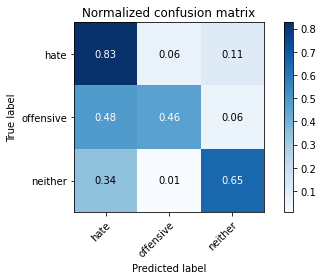 Normalized confusion matrix
True label
hate
offensive
neither
0.83 0.06 0.11
0.48 0.46 0.06
0.34 0.01 0.65
hate
offensive
neither
Predicted label
0.8
0.7
0.6
0.5
0.4
0.3
0.2
0.1